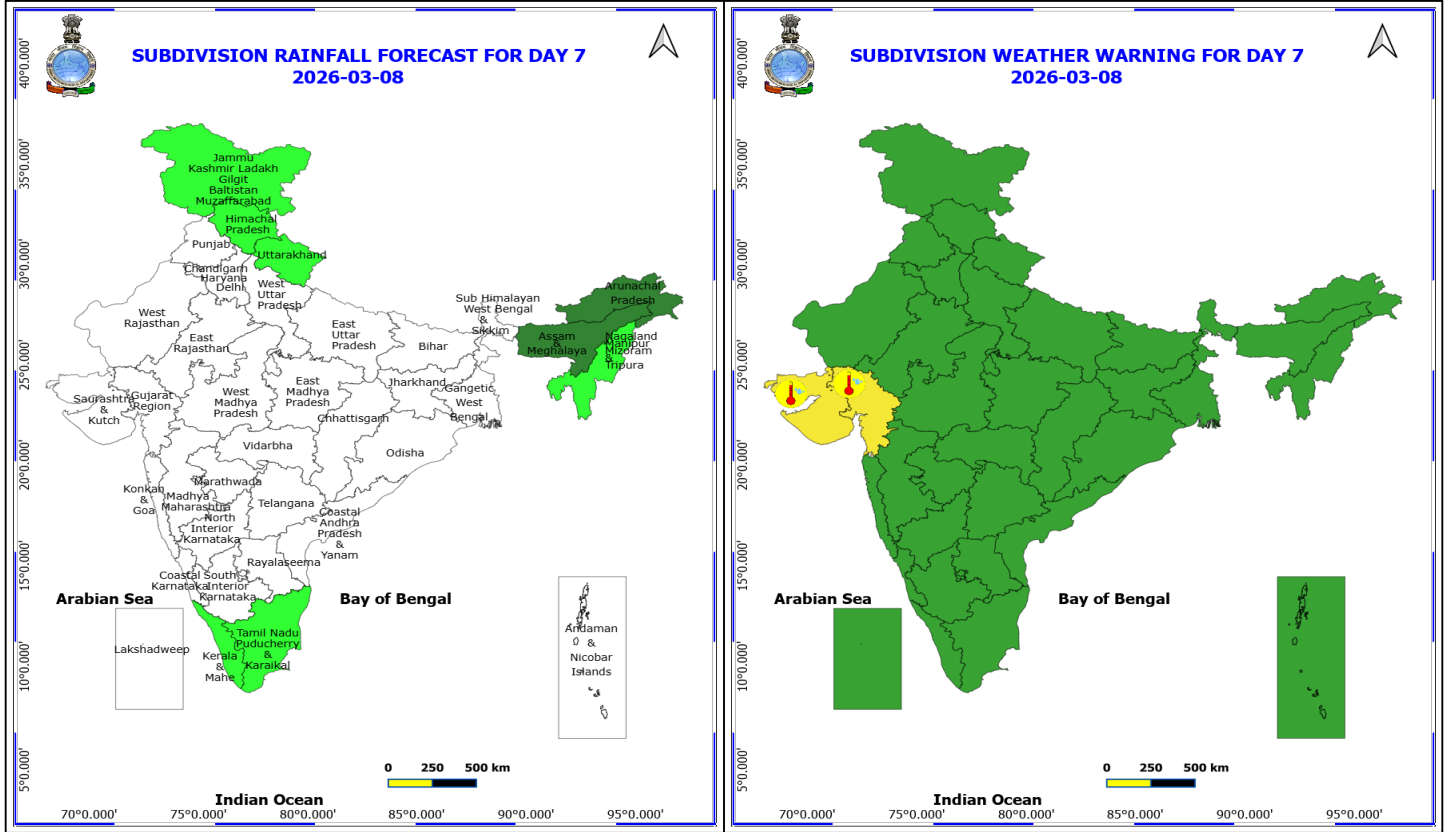 SUBDIVISION RAINFALL FORECAST FOR DAY 7
2026-03-08
40°0.000'
35°0.000'
30°0.000'
25°0.000'
20°0.000'
15°0.000'
10°0.000'
5°0.000'
Jammu
Kashmir Ladakh
Gilgit
Baltistan
Muzaffarabad
Himachal
Pradesh
Punjab
Uttarakhand
Chandigarh
Haryana
Delhi
West
Uttar
Pradesh
West
Rajasthan
East
Rajasthan
East
Uttar
Pradesh
Bihar
Sub Himalayan
West Bengal
&
Sikkim
Arunachal
Pradesh
Assam
&
Meghalaya
Nagaland
Manipur
Mizoram
&
Tripura
Saurashtra
&
Kutch
Gujarat
Region
West
Madhya
Pradesh
East
Madhya
Pradesh
Jharkhand
Gangetic
West
Bengal
Chhattisgarh
Vidarbha
Odisha
Konkan
&
Goa
Madhya
Maharashtra
Marathwada
Telangana
North
Interior
Karnataka
Coastal
Andhra
Pradesh
&
Yanam
Rayalaseema
Coastal
Karnataka
South
Interior
Karnataka
Arabian Sea
Bay of Bengal
Lakshadweep
Kerala
&
Mahe
Tamil Nadu
Puducherry
&
Karaikal
Andaman
&
Nicobar
Islands
0 250 500 km
Indian Ocean
70°0.000' 75°0.000' 80°0.000' 85°0.000' 90°0.000' 95°0.000'
SUBDIVISION WEATHER WARNING FOR DAY 7
2026-03-08
40°0.000'
35°0.000'
30°0.000'
25°0.000'
20°0.000'
15°0.000'
10°0.000'
5°0.000'
Arabian Sea
Bay of Bengal
0 250 500 km
Indian Ocean
70°0.000' 75°0.000' 80°0.000' 85°0.000' 90°0.000' 95°0.000'